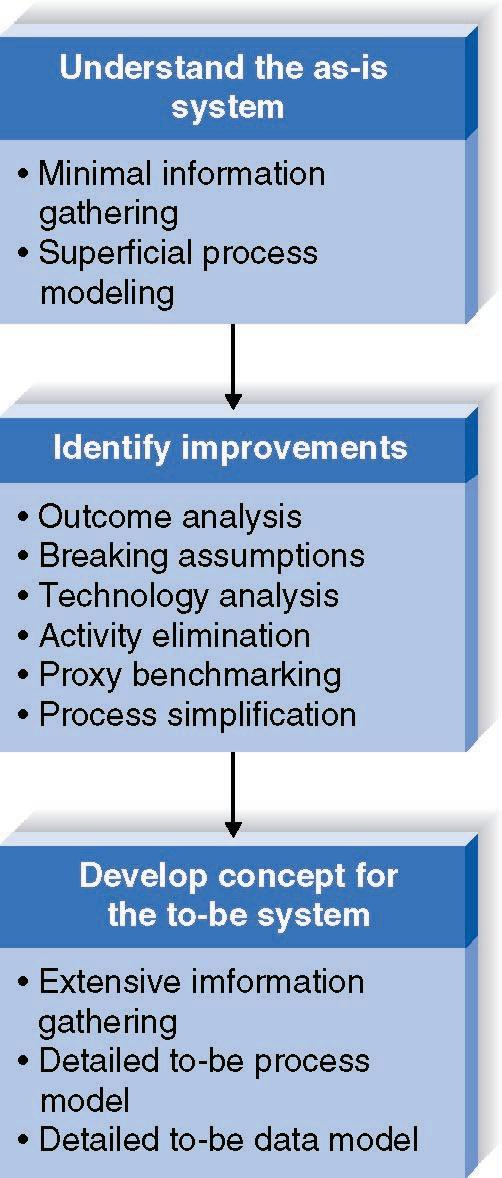 Understand the as-is
system
• Minimal information
gathering
• Superficial process
modeling
Identify improvements
• Outcome analysis
• Breaking assumptions
• Technology analysis
• Activity elimination
• Proxy benchmarking
• Process simplification
Develop concept for
the to-be system
• Extensive imformation
gathering
• Detailed to-be process
model
• Detailed to-be data model